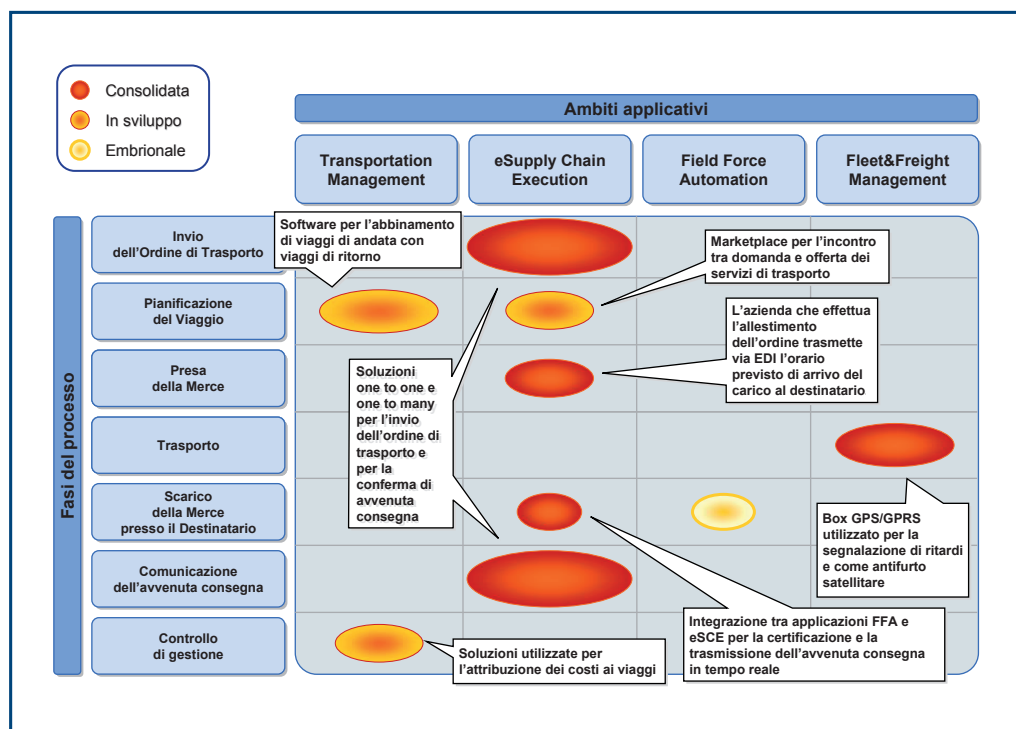 Consolidata
In sviluppo
Embrionale
Ambiti applicativi
Transportation
Management
eSupply Chain
Execution
Field Force
Automation
Fleet&Freight
Management
Fasi del processo
Invio
dell'Ordine di Trasporto
Software per l'abbinamento
di viaggi di andata con
viaggi di ritorno
Marketplace per l'incontro
tra domanda e offerta dei
servizi di trasporto
Pianificazione
del Viaggio
L'azienda che effettua
l'allestimento
dell'ordine trasmette
via EDI l'orario
previsto di arrivo del
carico al destinatario
Presa
della Merce
Soluzioni
one to one e
one to many
per l'invio
dell'ordine di
trasporto e
per la
conferma di
avvenuta
consegna
Trasporto
Scarico
della Merce
presso il Destinatario
Box GPS/GPRS
utilizzato per la
segnalazione di ritardi
e come antifurto
satellitare
Comunicazione
dell'avvenuta consegna
Integrazione tra applicazioni FFA e
eSCE per la certificazione e la
trasmissione dell'avvenuta consegna
in tempo reale
Controllo
di gestione
Soluzioni utilizzate per
l'attribuzione dei costi ai viaggi